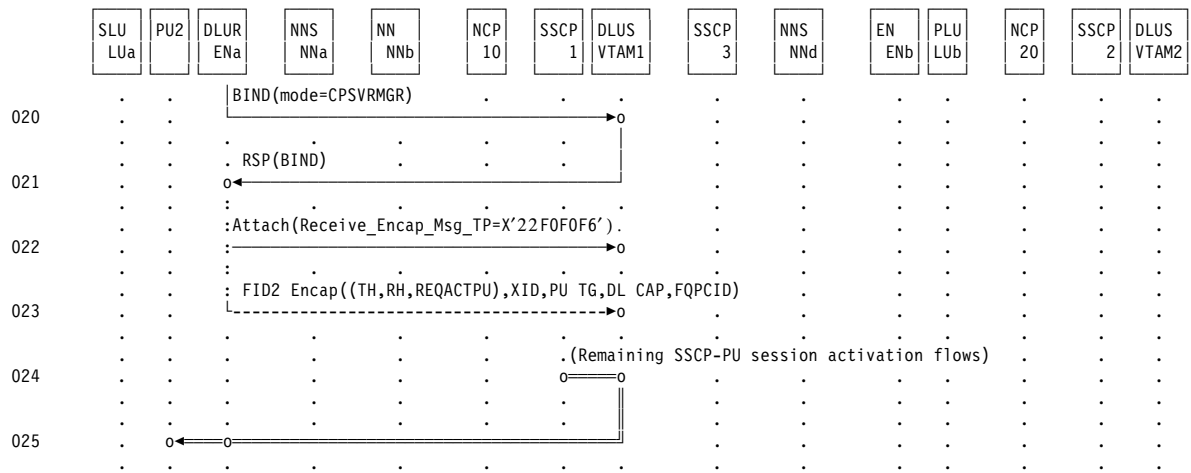 SLU PU2 DLUR NNS NN NCP SSCP DLUS SSCP NNS EN PLU NCP SSCP DLUS
LUa ENa NNa NNb 10 1 VTAM1 3 NNd ENb LUb 20 2 VTAM2
BIND(mode=CPSVRMGR)
020
RSP(BIND)
021
Attach(Receive_Encap_Msg_TP=X'22F0F0F6').
022
FID2 Encap((TH,RH,REQACTPU),XID,PU TG,DL CAP,FQPCID)
023
(Remaining SSCP-PU session activation flows)
024
025